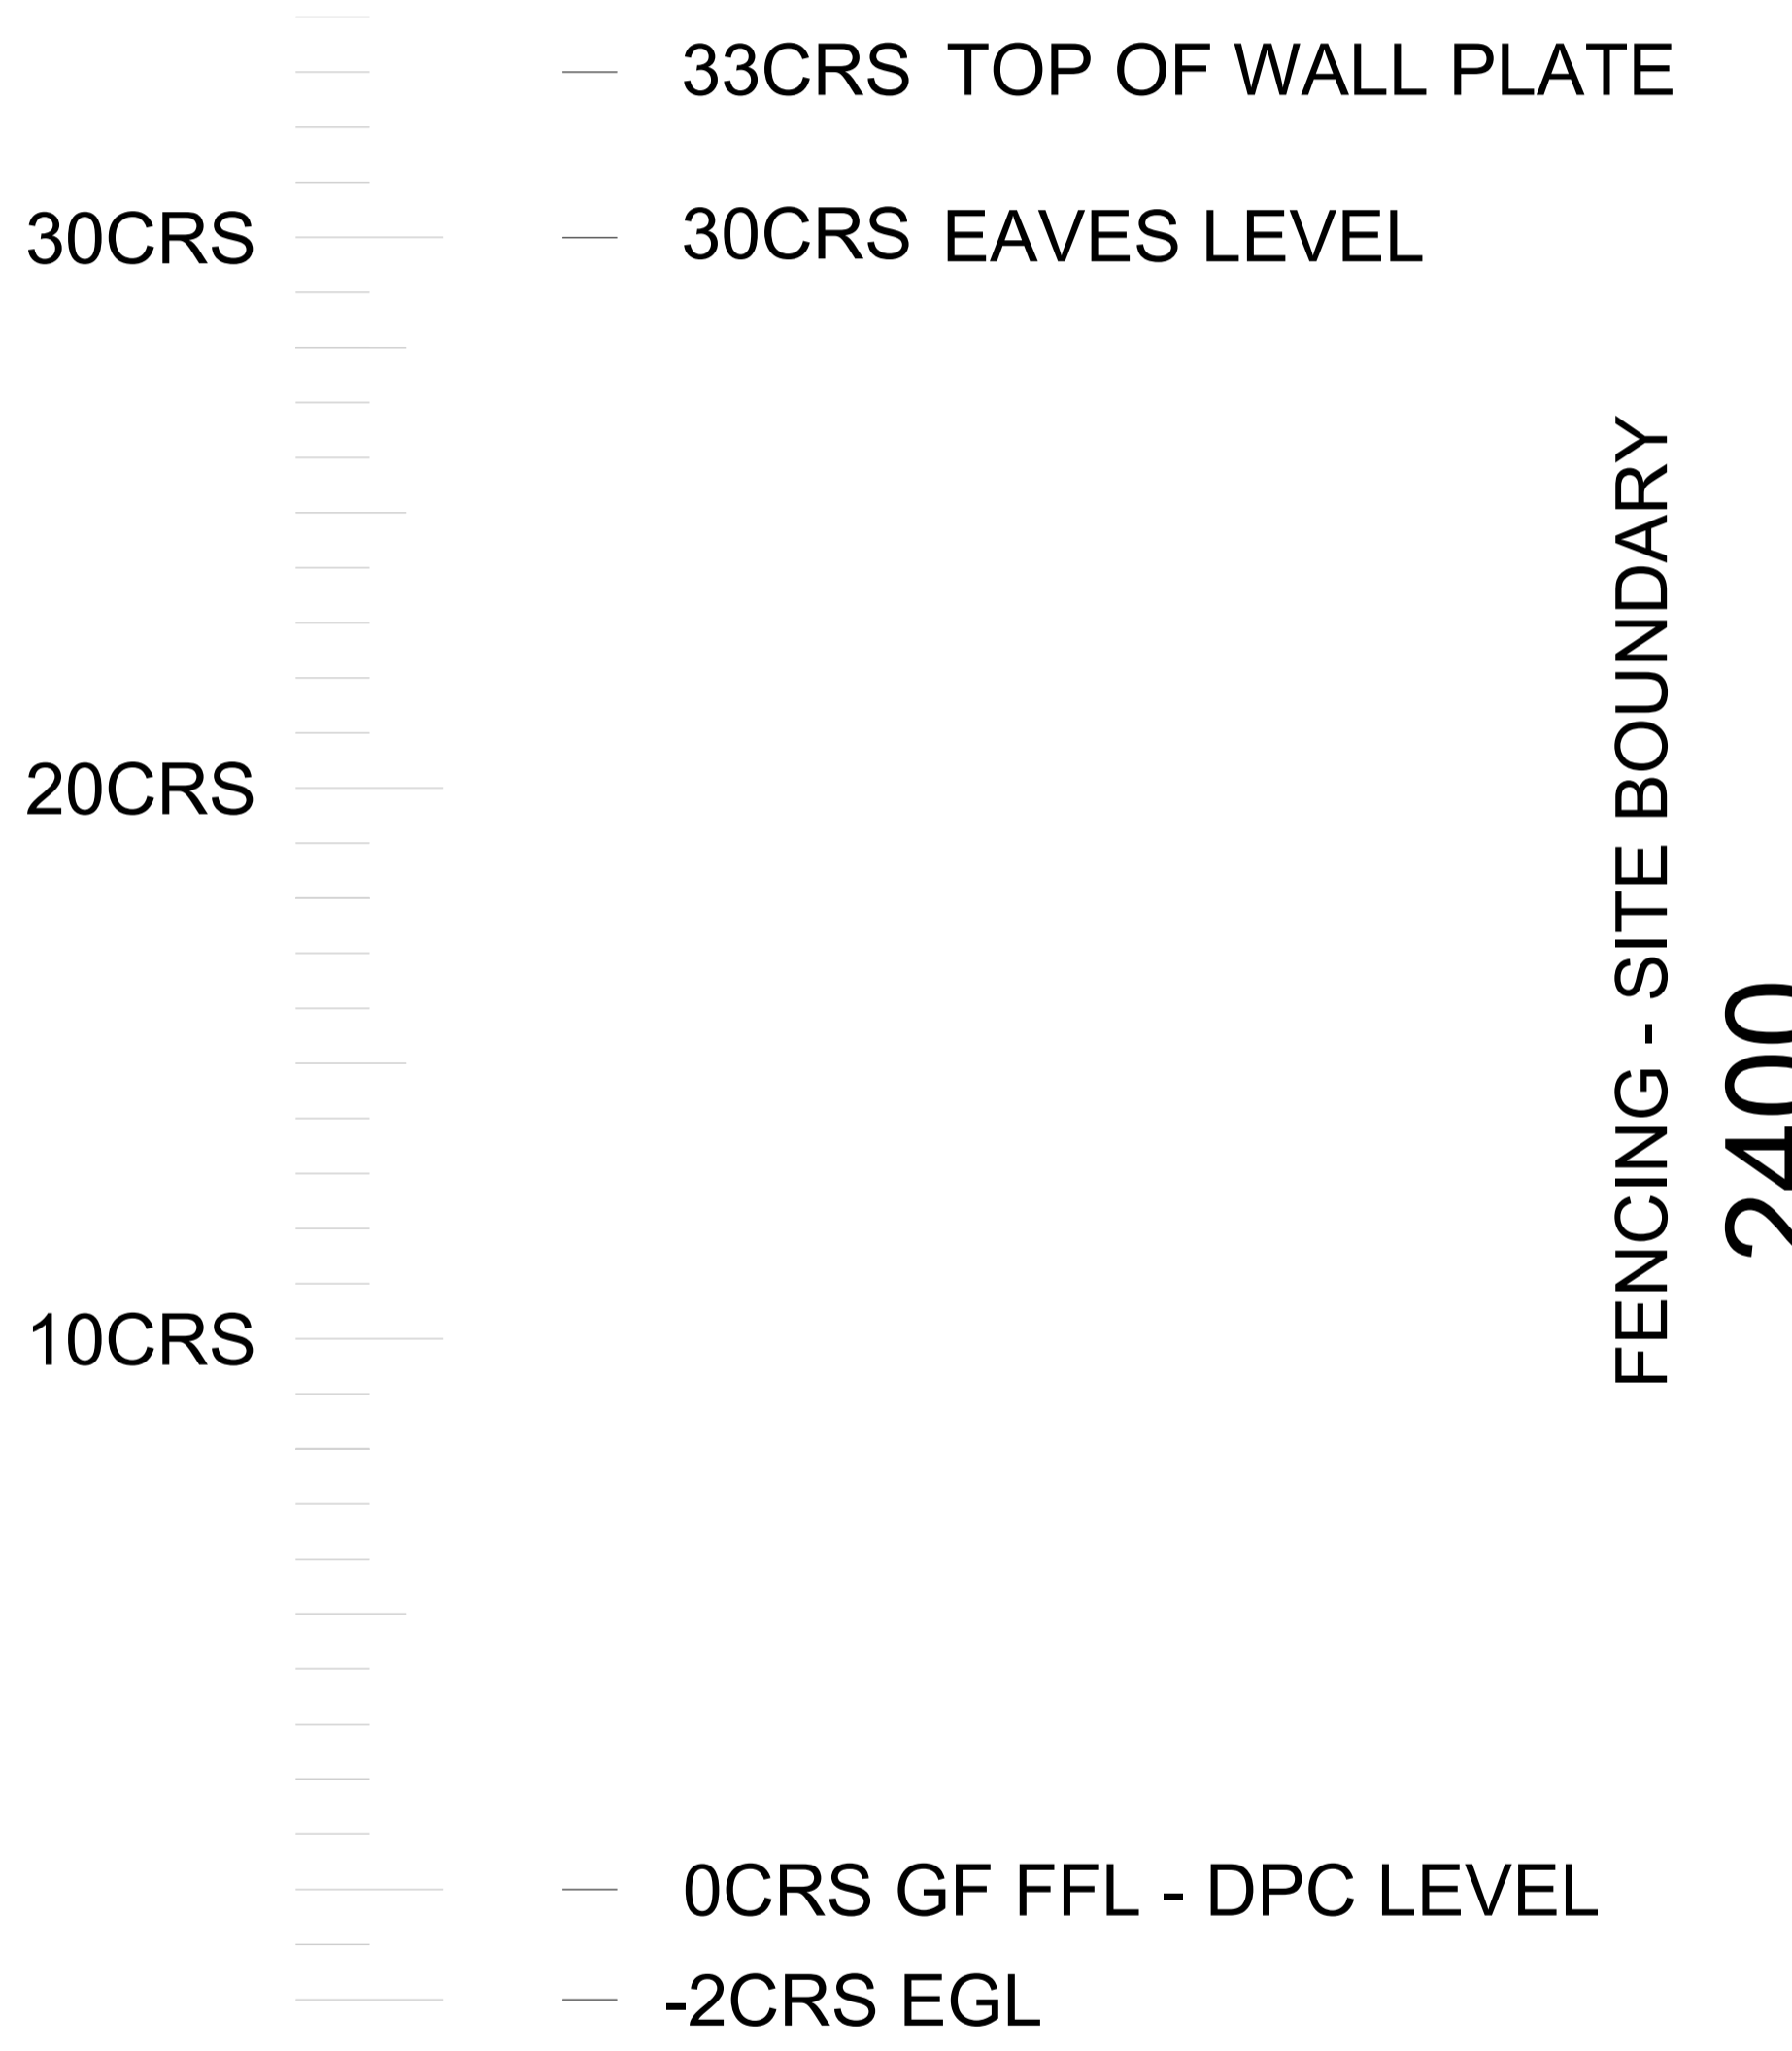 33CRS TOP OF WALL PLATE
30CRS
30CRS EAVES LEVEL
FENCING - SITE BOUNDARY
20CRS
2400
10CRS
0CRS GF FFL - DPC LEVEL
-2CRS EGL